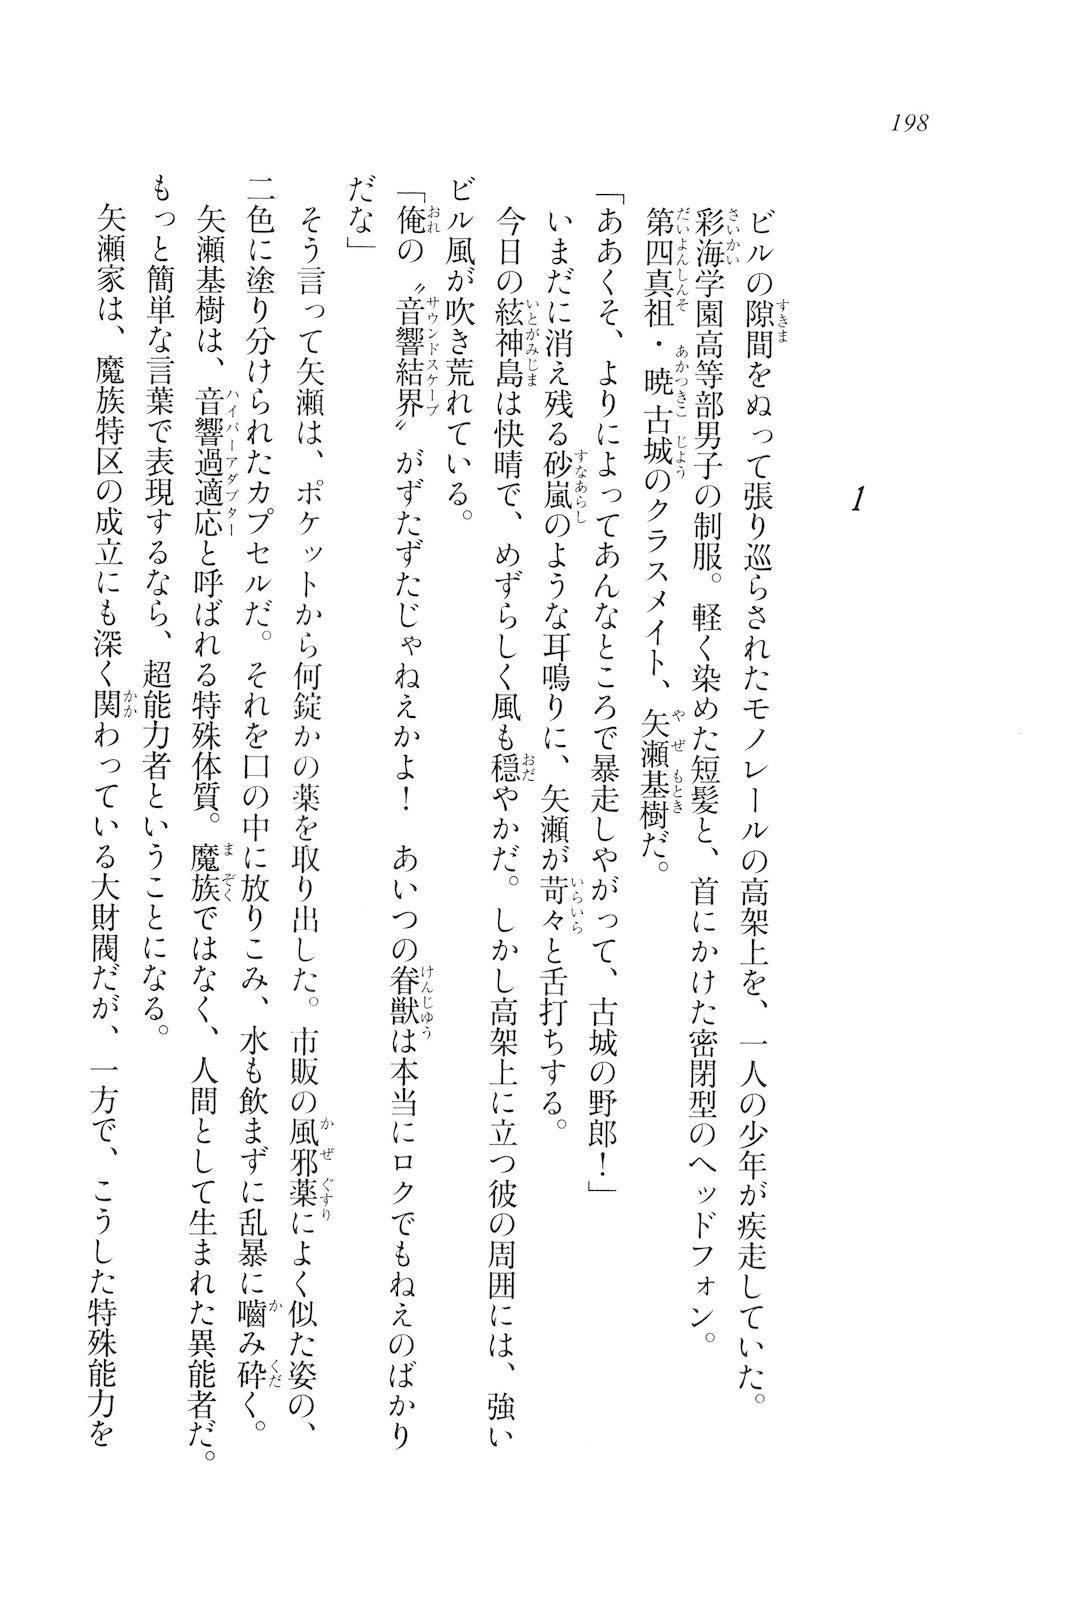 198
1
ビルの隙間をぬって張り巡らされたモノレールの高架上を、一人の少年が疾走していた。
彩海学園高等部男子の制服。軽く染めた短髪と、首にかけた密閉型のヘッドフォン。
第四真祖・暁古城のクラスメイト、矢瀬基樹だ。
「ああくそ、よりによってあんなところで暴走しやがって、古城の野郎！」
いまだに消え残る砂嵐のような耳鳴りに、矢瀬が苛々と舌打ちする。
今日の絃神島は快晴で、めずらしく風も穏やかだ。しかし高架上に立つ彼の周囲には、強い
ビル風が吹き荒れている。
「俺の〝音響結界〟がずたずたじゃねえかよ！　あいつの眷獣は本当にロクでもねえのばかり
だな」
そう言って矢瀬は、ポケットから何錠かの薬を取り出した。市販の風邪薬によく似た姿の、
二色に塗り分けられたカプセルだ。それを口の中に放りこみ、水も飲まずに乱暴に嚙み砕く。
矢瀬基樹は、音響過適応と呼ばれる特殊体質。魔族ではなく、人間として生まれた異能者だ。
もっと簡単な言葉で表現するなら、超能力者ということになる。
矢瀬家は、魔族特区の成立にも深く関わっている大財閥だが、一方で、こうした特殊能力を